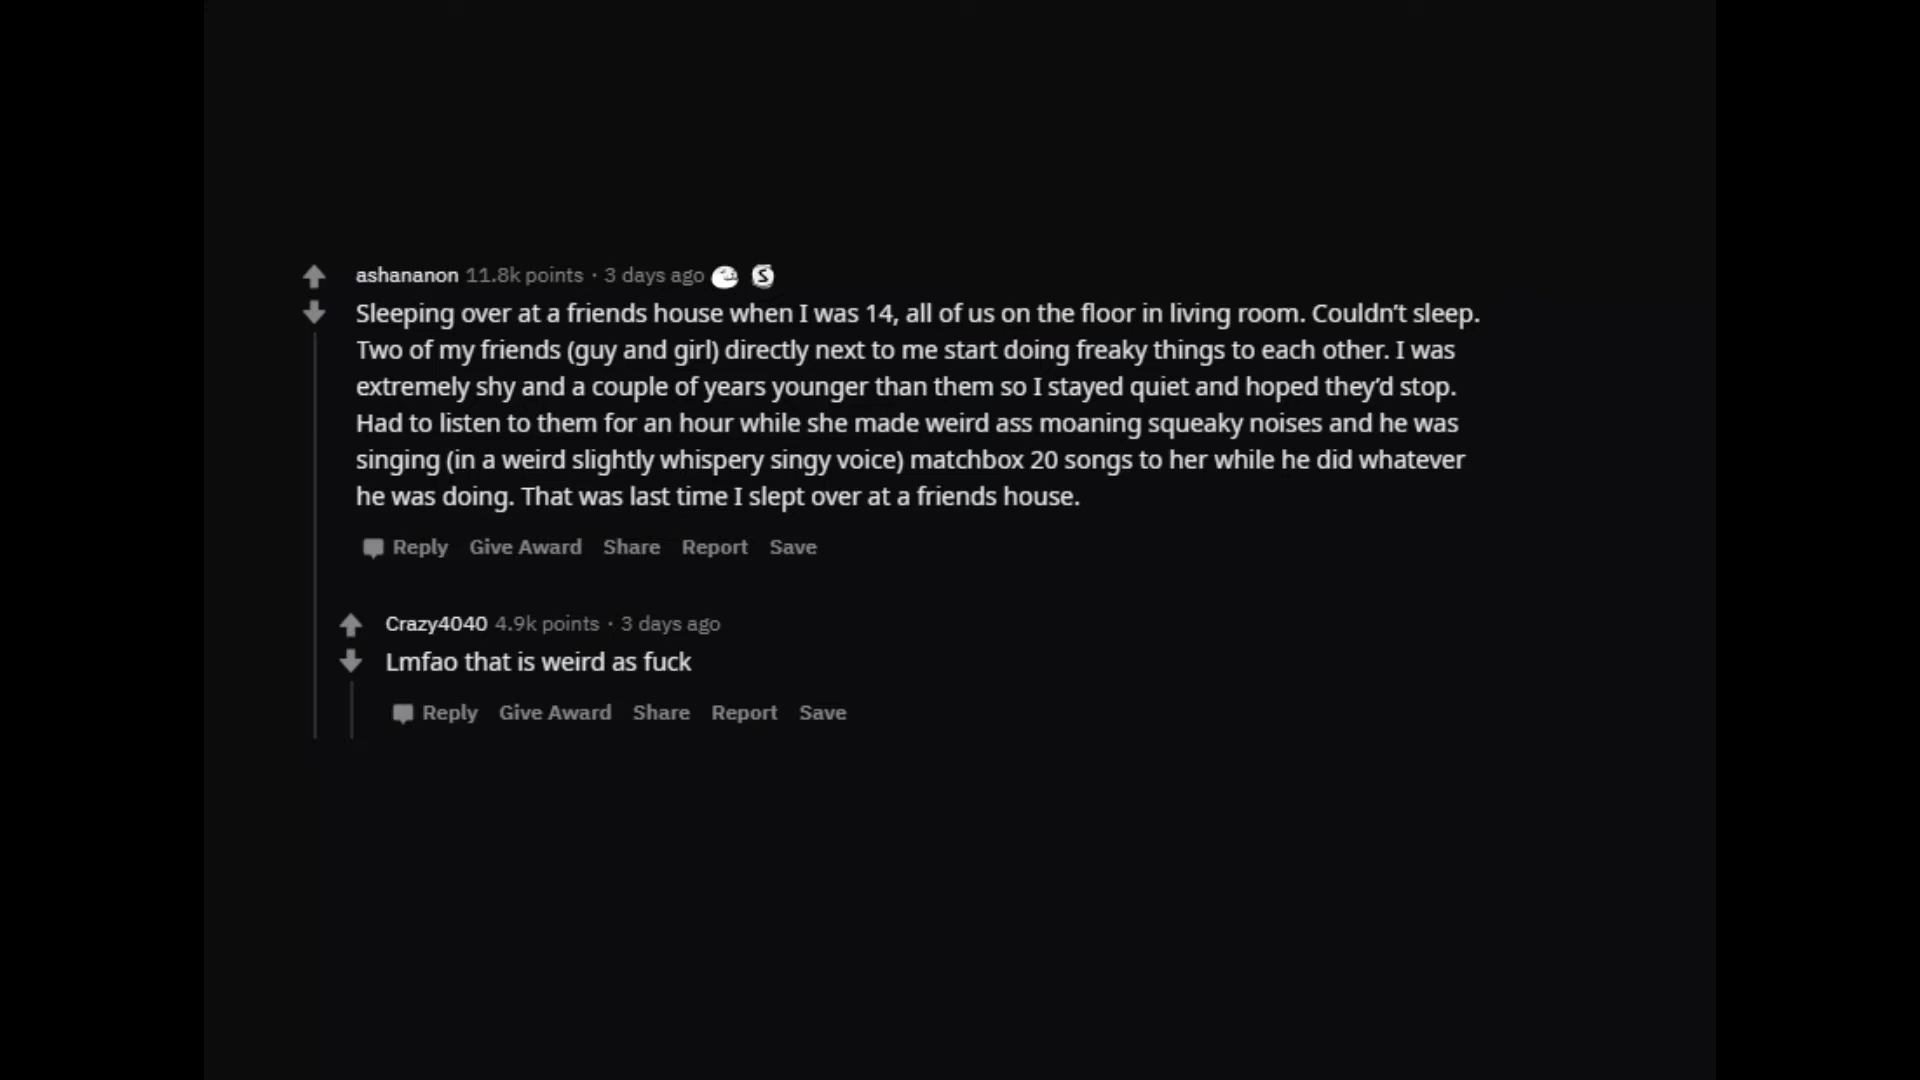 ashananon 11.8k points · 3 days ago
Sleeping over at a friends house when I was 14, all of us on the floor in living room. Couldn’t sleep.
Two of my friends (guy and girl) directly next to me start doing freaky things to each other. I was
extremely shy and a couple of years younger than them so I stayed quiet and hoped they’d stop.
Had to listen to them for an hour while she made weird ass moaning squeaky noises and he was
singing (in a weird slightly whispery singy voice) matchbox 20 songs to her while he did whatever
he was doing. That was last time I slept over at a friends house.
Reply Give Award Share Report Save
Crazy4040 4.9k points · 3 days ago
Lmfao that is weird as fuck
Reply Give Award Share Report Save